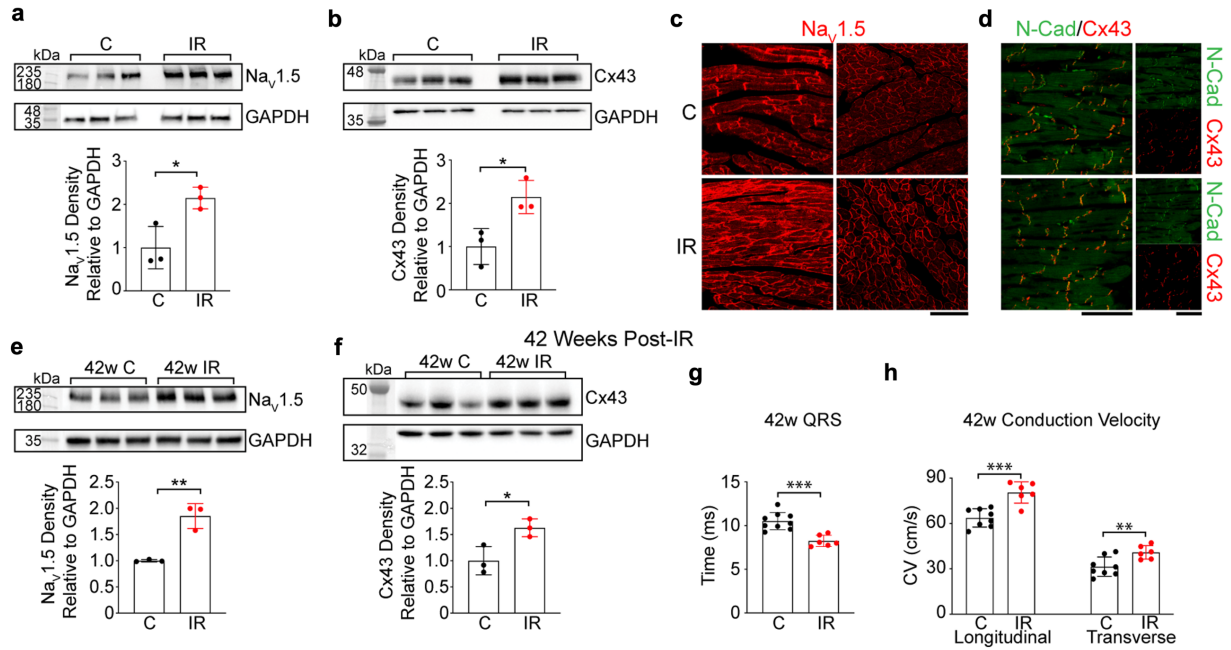 a
kDa
C
IR
235
180
NaV1.5
48
35
GAPDH
NaV1.5 Density
Relative to GAPDH
3
2
1
0
*
C
IR
b
C
IR
kDa
48
Cx43
35
GAPDH
Cx43 Density
Relative to GAPDH
3
2
1
0
*
C
IR
c
NaV1.5
C
IR
d
N-Cad/Cx43
N-Cad
Cx43
N-Cad
Cx43
42 Weeks Post-IR
e
42w C
42w IR
kDa
235
180
NaV1.5
35
GAPDH
NaV1.5 Density
Relative to GAPDH
2.5
2.0
1.5
1.0
0.5
0
**
C
IR
f
42w C
42w IR
kDa
50
Cx43
32
GAPDH
Cx43 Density
Relative to GAPDH
2.5
2.0
1.5
1.0
0.5
0
*
C
IR
g
42w QRS
Time (ms)
15
10
5
0
***
C
IR
h
42w Conduction Velocity
CV (cm/s)
90
60
30
0
***
**
C
IR
C
IR
Longitudinal
Transverse